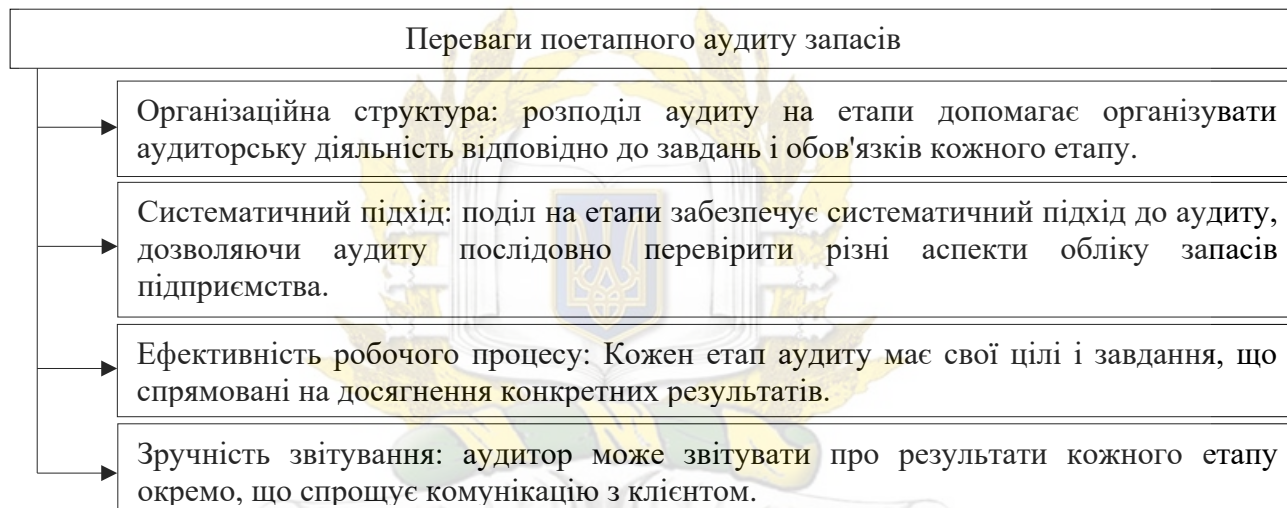 Переваги поетапного аудиту запасів
Організаційна структура: розподіл аудиту на етапи допомагає організувати
аудиторську діяльність відповідно до завдань і обов'язків кожного етапу.
Систематичний підхід: поділ на етапи забезпечує систематичний підхід до аудиту,
дозволяючи аудиту послідовно перевірити різні аспекти обліку запасів
підприємства.
Ефективність робочого процесу: Кожен етап аудиту має свої цілі і завдання, що
спрямовані на досягнення конкретних результатів.
Зручність звітування: аудитор може звітувати про результати кожного етапу
окремо, що спрощує комунікацію з клієнтом.